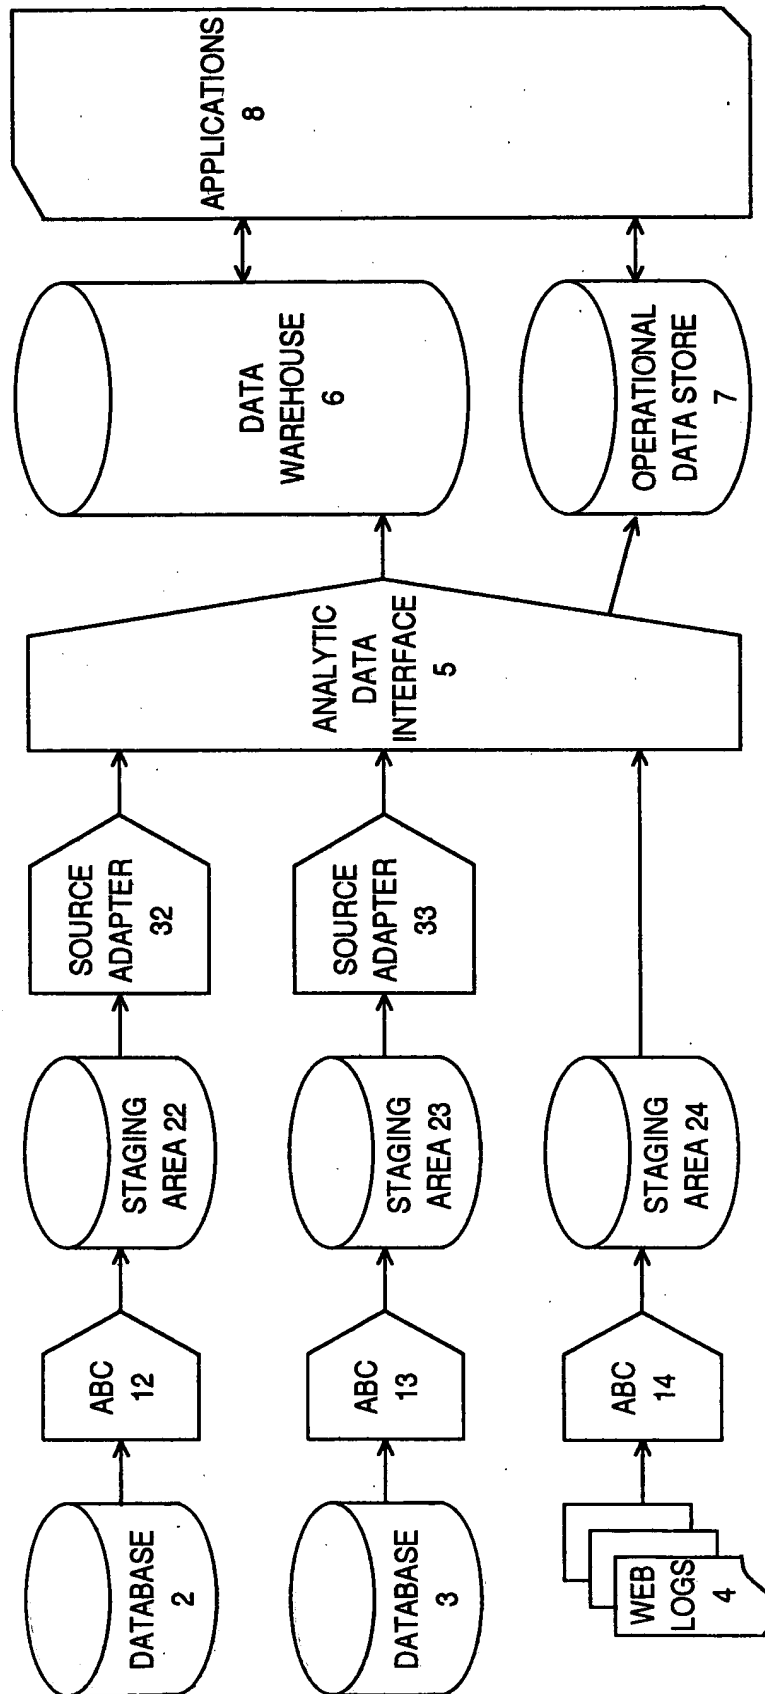 DATABASE
2
ABC
12
STAGING
AREA 22
SOURCE
ADAPTER
32
DATABASE
3
ABC
13
STAGING
AREA 23
SOURCE
ADAPTER
33
WEB
LOGS
4
ABC
14
STAGING
AREA 24
ANALYTIC
DATA
INTERFACE
5
DATA
WAREHOUSE
6
OPERATIONAL
DATA STORE
7
APPLICATIONS
8